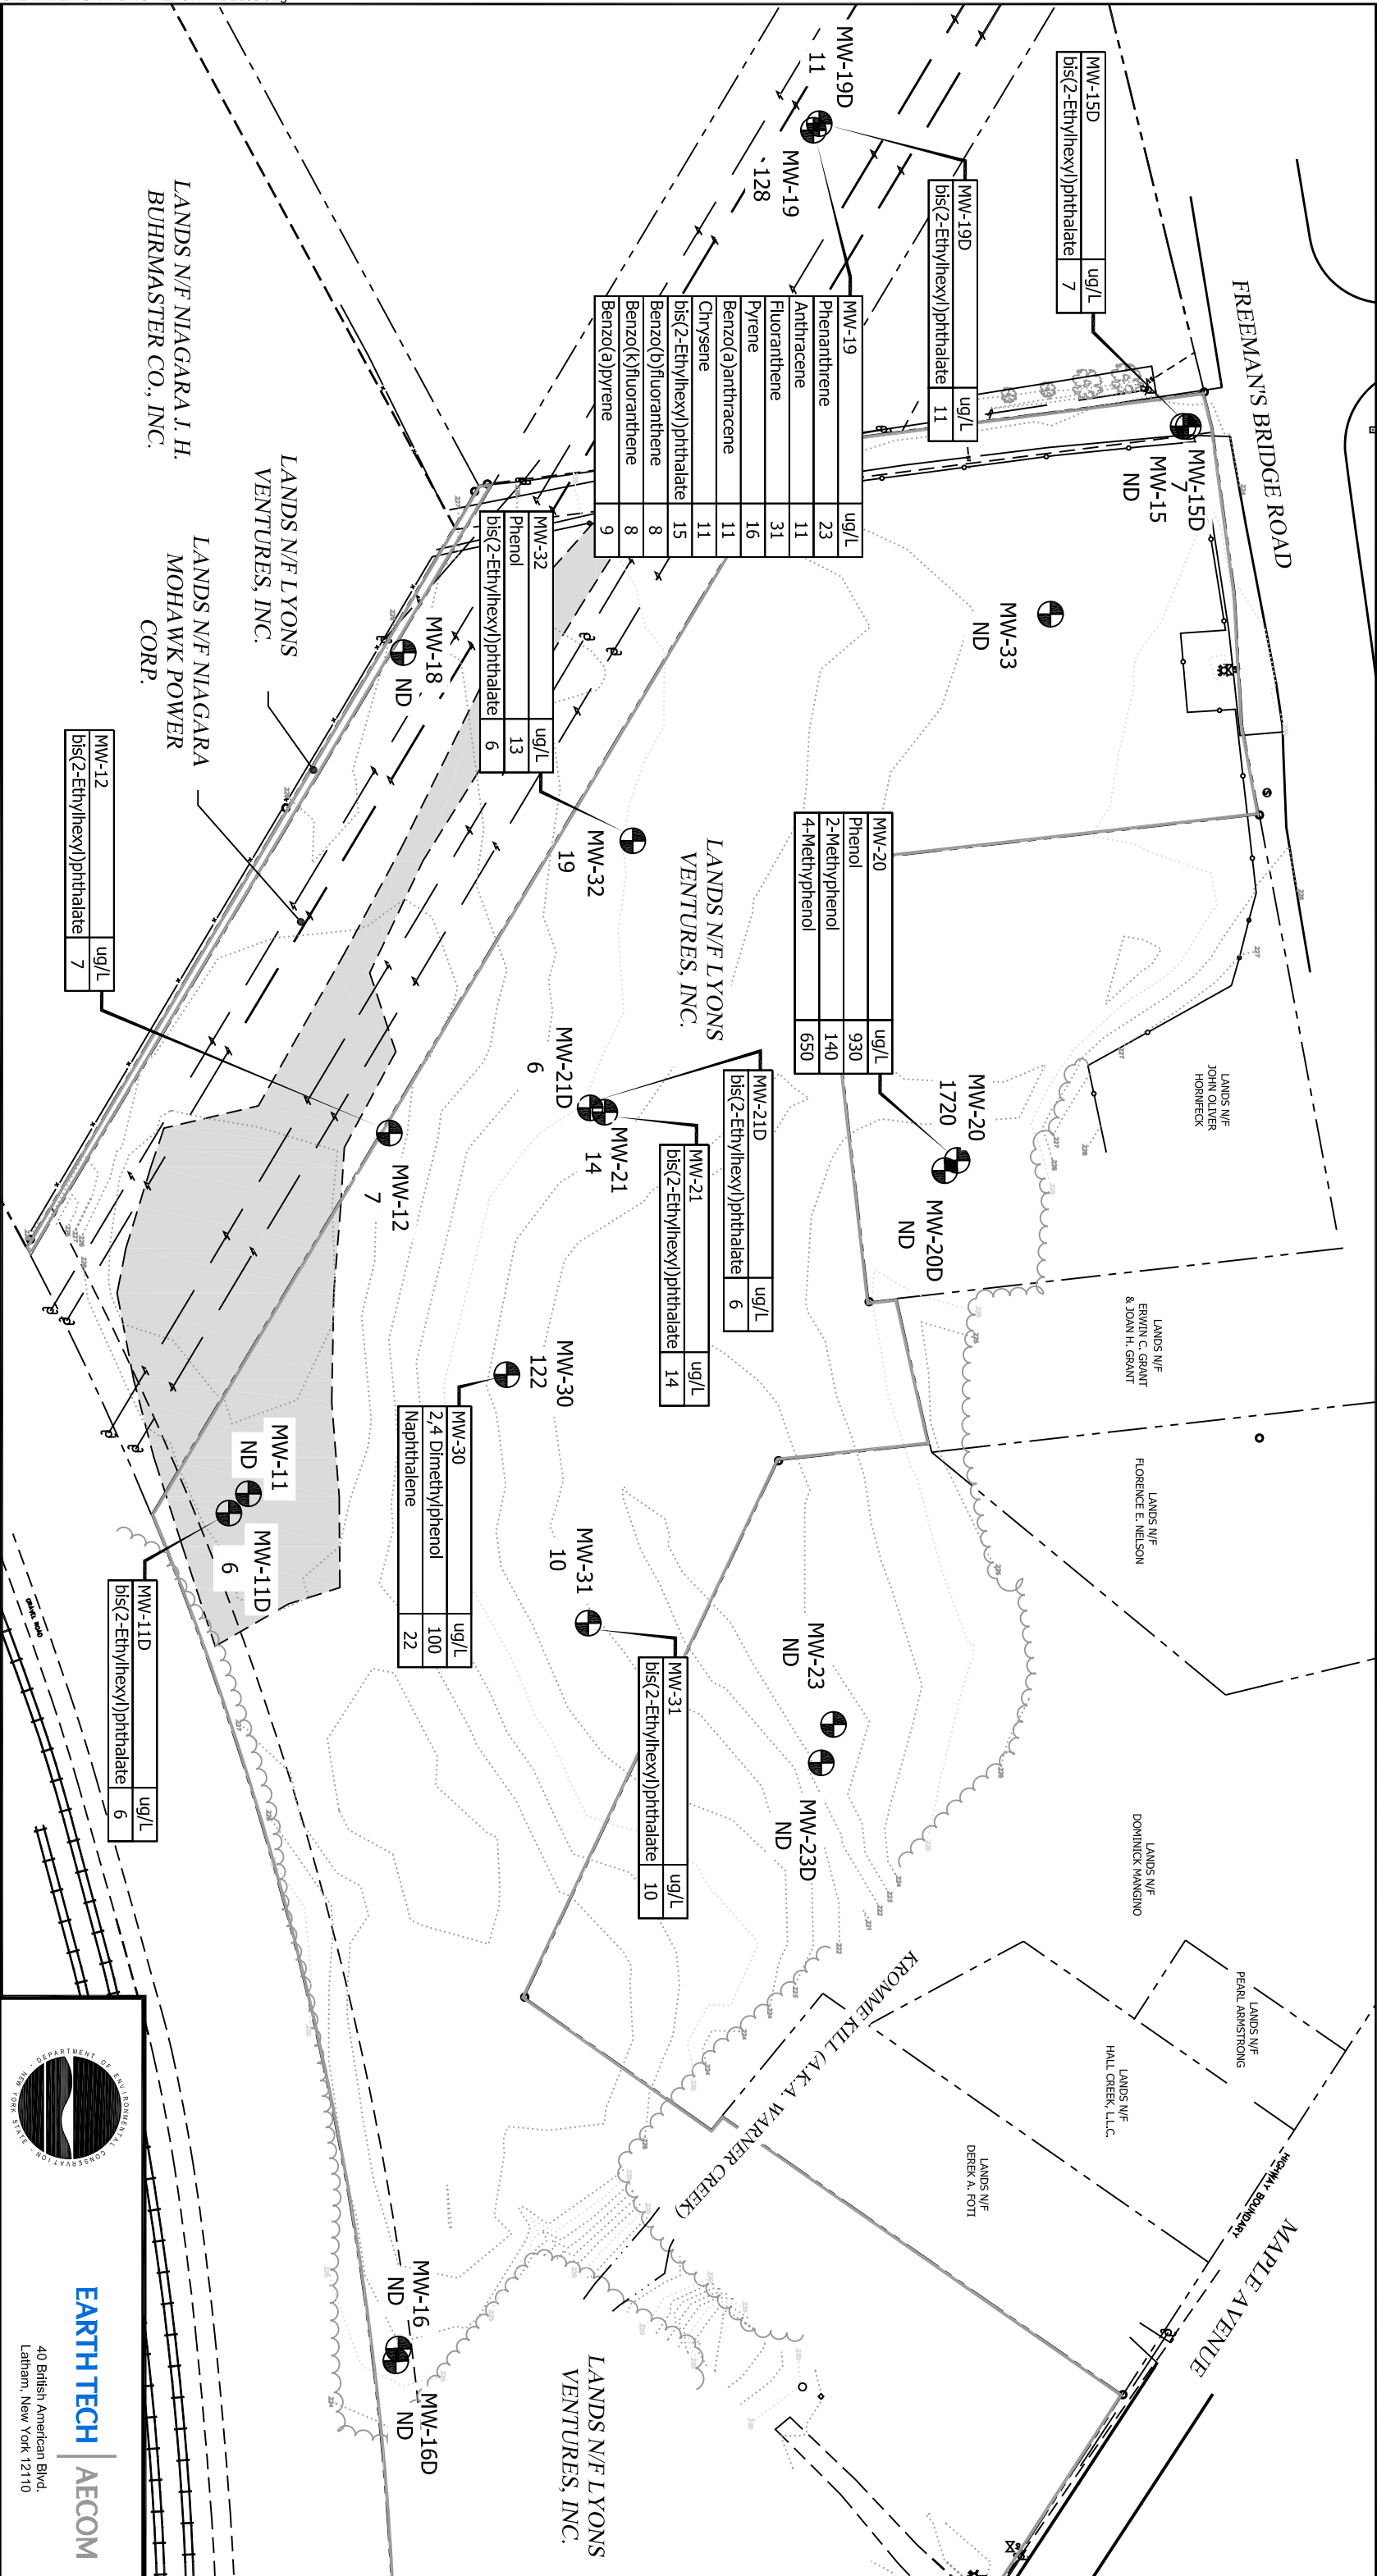 FREEMAN'S BRIDGE ROAD
MW-15D ug/L
bis(2-Ethylhexyl)phthalate 7
MW-15D
7
MW-15
ND
MW-19D
11
MW-19
128
MW-19D ug/L
bis(2-Ethylhexyl)phthalate 11
MW-19 ug/L
Phenanthrene 23
Anthracene 11
Fluoranthene 31
Pyrene 16
Benzo(a)anthracene 11
Chrysene 11
bis(2-Ethylhexyl)phthalate 15
Benzo(b)fluoranthene 8
Benzo(k)fluoranthene 8
Benzo(a)pyrene 9
MW-33
ND
LANDS N/F NIAGARA J. H.
BUHRMASTER CO., INC.
LANDS N/F LYONS
VENTURES, INC.
LANDS N/F NIAGARA
MOHAWK POWER
CORP.
MW-18
ND
MW-32 ug/L
Phenol 13
bis(2-Ethylhexyl)phthalate 6
MW-32
19
MW-12 ug/L
bis(2-Ethylhexyl)phthalate 7
MW-12
7
LANDS N/F LYONS
VENTURES, INC.
MW-20 ug/L
Phenol 930
2-Methyphenol 140
4-Methyphenol 650
MW-20
1720
MW-20D
ND
MW-21D
6
MW-21
14
MW-21D ug/L
bis(2-Ethylhexyl)phthalate 6
MW-21 ug/L
bis(2-Ethylhexyl)phthalate 14
LANDS N/F
JOHN OLIVER
HORNFECK
LANDS N/F
ERWIN C. GRANT
& JOAN H. GRANT
LANDS N/F
FLORENCE E. NELSON
MW-30
122
MW-30 ug/L
2,4 Dimethylphenol 100
Naphthalene 22
MW-11
ND
MW-11D
6
MW-11D ug/L
bis(2-Ethylhexyl)phthalate 6
MW-31
10
MW-31 ug/L
bis(2-Ethylhexyl)phthalate 10
MW-23
ND
MW-23D
ND
LANDS N/F
DOMINICK MANGINO
LANDS N/F
PEARL ARMSTRONG
LANDS N/F
HALL CREEK, L.L.C.
LANDS N/F
DEREK A. FOTI
KROMME KILL (A.K.A. WARNER CREEK)
HIGHWAY BOUNDARY
MAPLE AVENUE
GRAVEL ROAD
MW-16
ND
MW-16D
ND
LANDS N/F LYONS
VENTURES, INC.
NEW YORK STATE - DEPARTMENT OF ENVIRONMENTAL CONSERVATION
EARTH TECH | AECOM
40 British American Blvd.
Latham, New York 12110